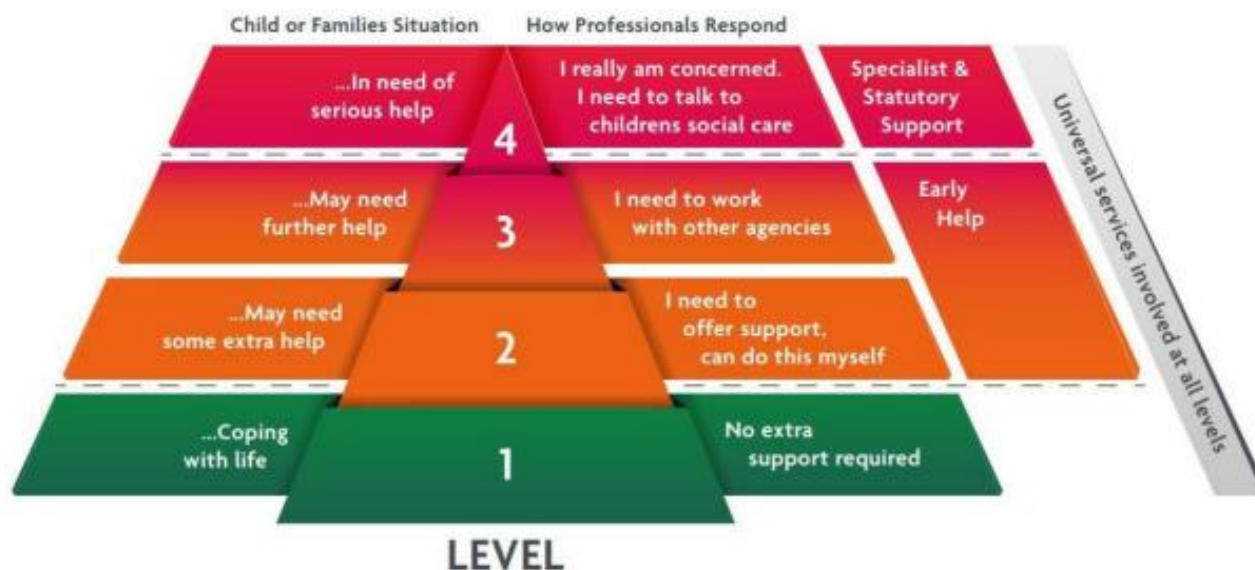 Child or Families Situation
How Professionals Respond
...In need of
serious help
4
I really am concerned.
I need to talk to
childrens social care
Specialist &
Statutory
Support
...May need
further help
3
I need to work
with other agencies
Early
Help
...May need
some extra help
2
I need to
offer support,
can do this myself
...Coping
with life
1
No extra
support required
Universal services involved at all levels
LEVEL